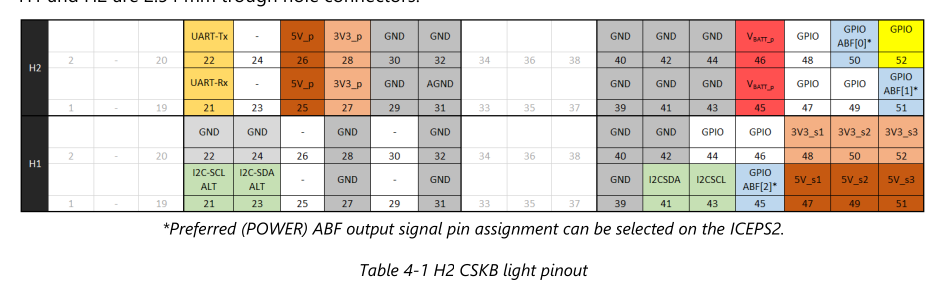 H1 and H2 are 2.54 mm trough hole connectors.
UART-Tx - 5V_p 3V3_p GND GND GND GND GND VBATT_p GPIO GPIO ABF[0]* GPIO
2 - 20 22 24 26 28 30 32 34 36 38 40 42 44 46 48 50 52
H2 UART-Rx - 5V_p 3V3_p GND AGND GND GND GND VBATT_p GPIO GPIO GPIO ABF[1]*
1 - 19 21 23 25 27 29 31 33 35 37 39 41 43 45 47 49 51
GND GND - GND - GND GND GND GPIO GPIO 3V3_s1 3V3_s2 3V3_s3
2 - 20 22 24 26 28 30 32 34 36 38 40 42 44 46 48 50 52
H1 I2C-SCL ALT I2C-SDA ALT - GND - GND GND I2CSDA I2CSCL GPIO ABF[2]* 5V_s1 5V_s2 5V_s3
1 - 19 21 23 25 27 29 31 33 35 37 39 41 43 45 47 49 51
*Preferred (POWER) ABF output signal pin assignment can be selected on the ICEPS2.
Table 4-1 H2 CSKB light pinout